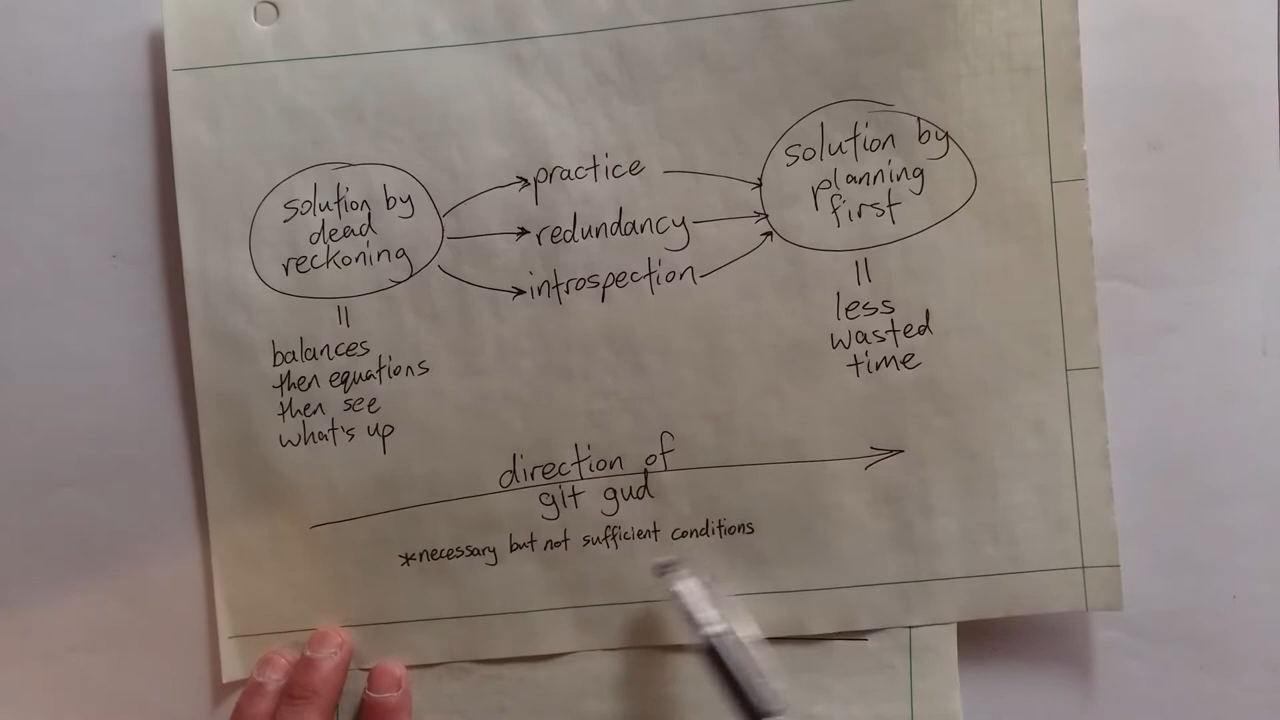 solution by
dead
reckoning
||
balances
then equations
then see
what's up
practice
redundancy
introspection
solution by
planning
first
||
less
wasted
time
direction of
git gud
*necessary but not sufficient conditions